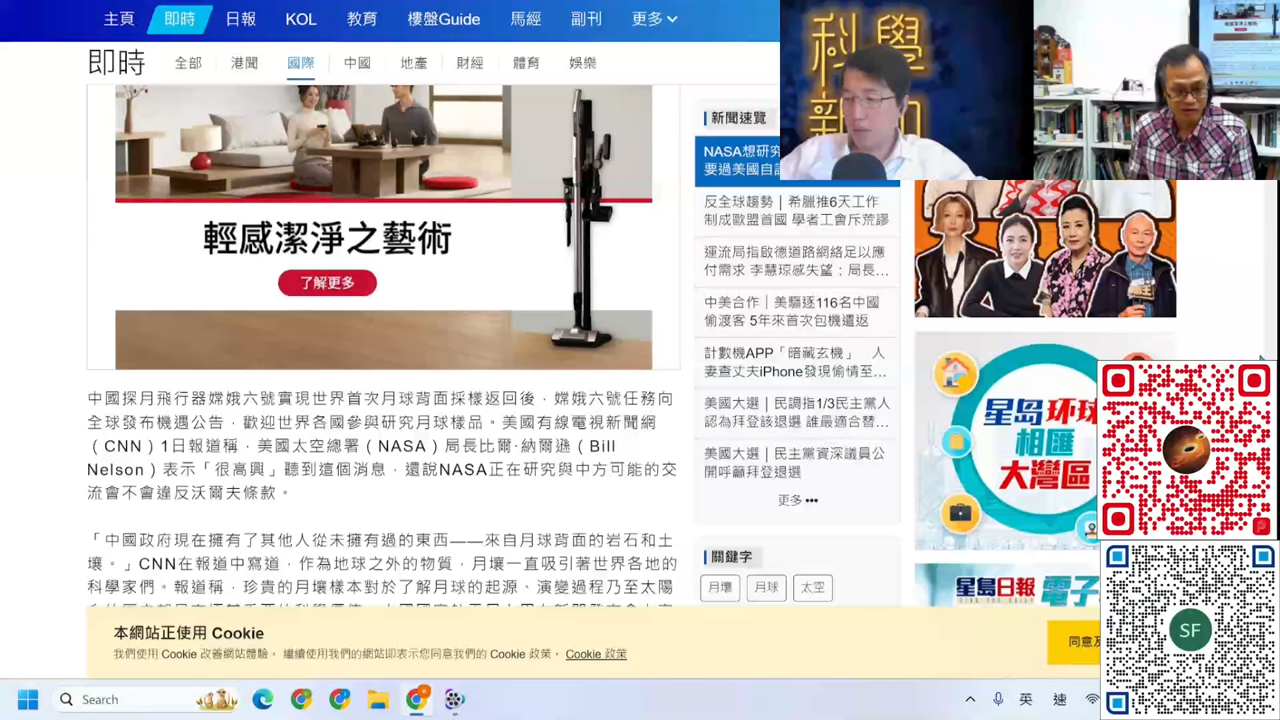 主頁 即時 日報 KOL 教育 樓盤Guide 馬經 副刊 更多
即時 全部 港聞 國際 中國 地產 財經 體育 娛樂
科學
輕感潔淨之藝術
了解更多
中國探月飛行器嫦娥六號實現世界首次月球背面採樣返回後，嫦娥六號任務向
全球發布機遇公告，歡迎世界各國參與研究月球樣品。美國有線電視新聞網
（CNN）1日報道稱，美國太空總署（NASA）局長比爾·納爾遜（Bill
Nelson）表示「很高興」聽到這個消息，還說NASA正在研究與中方可能的交
流會不會違反沃爾夫條款。
「中國政府現在擁有了其他人從未擁有過的東西——來自月球背面的岩石和土
壤。」CNN在報道中寫道，作為地球之外的物質，月壤一直吸引著世界各地的
科學家們。報道稱，珍貴的月壤樣本對於了解月球的起源、演變過程乃至太陽
新聞速覽
NASA想研究
要過美國自
反全球趨勢｜希臘推6天工作
制成歐盟首國 學者工會斥荒謬
運流局指啟德道路網絡足以應
付需求 李慧琼感失望；局長...
中美合作｜美驅逐116名中國
偷渡客 5年來首次包機遣返
計數機APP「暗藏玄機」 人
妻查丈夫iPhone發現偷情至...
美國大選｜民調指1/3民主黨人
認為拜登該退選 誰最適合替...
美國大選｜民主黨資深議員公
開呼籲拜登退選
更多 •••
關鍵字
月壤 月球 太空
星岛环球
相匯
大灣區
星島日報 電子
SF
本網站正使用 Cookie
我們使用 Cookie 改善網站體驗， 繼續使用我們的網站即表示您同意我們的 Cookie 政策。 Cookie 政策
同意及
Search
英 速